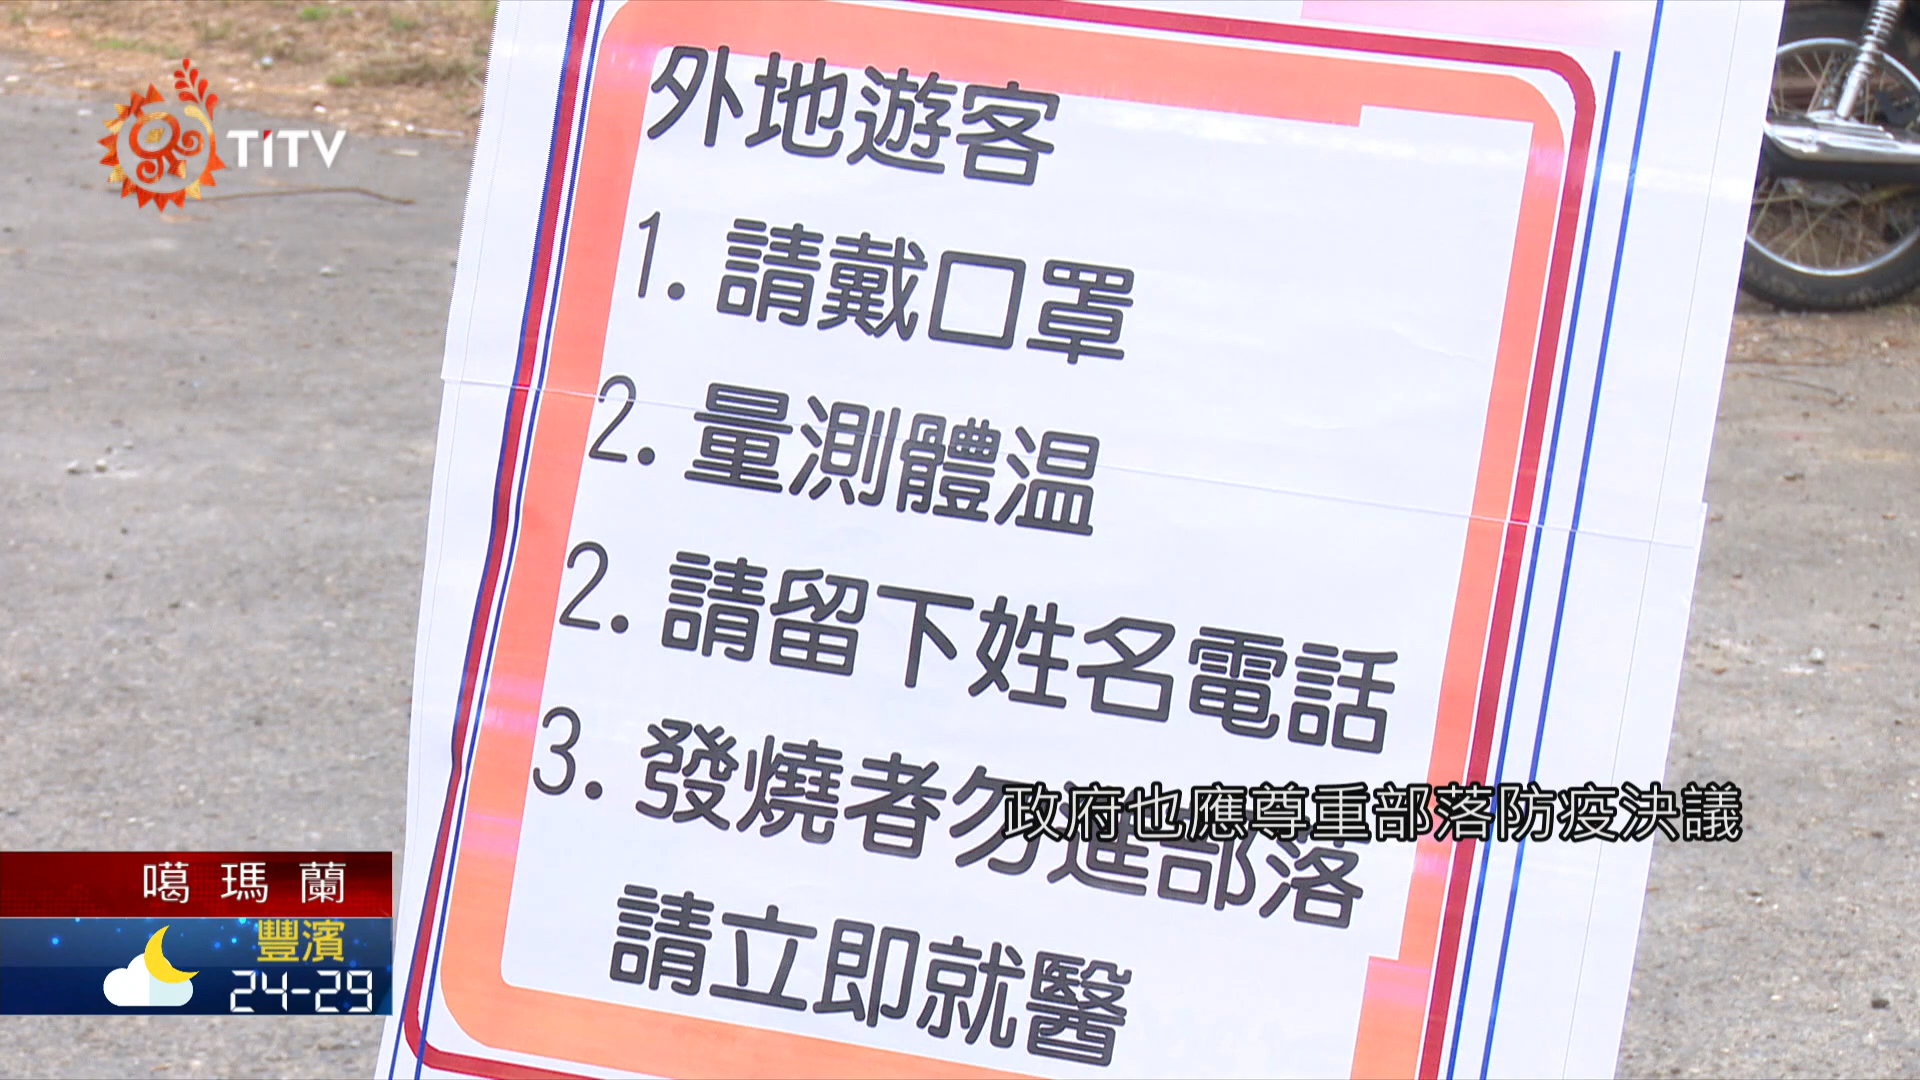 TiTV
外地遊客
1. 請戴口罩
2. 量測體温
2. 請留下姓名電話
3. 發燒者勿進部落
請立即就醫
政府也應尊重部落防疫決議
噶瑪蘭
豐濱
24-29